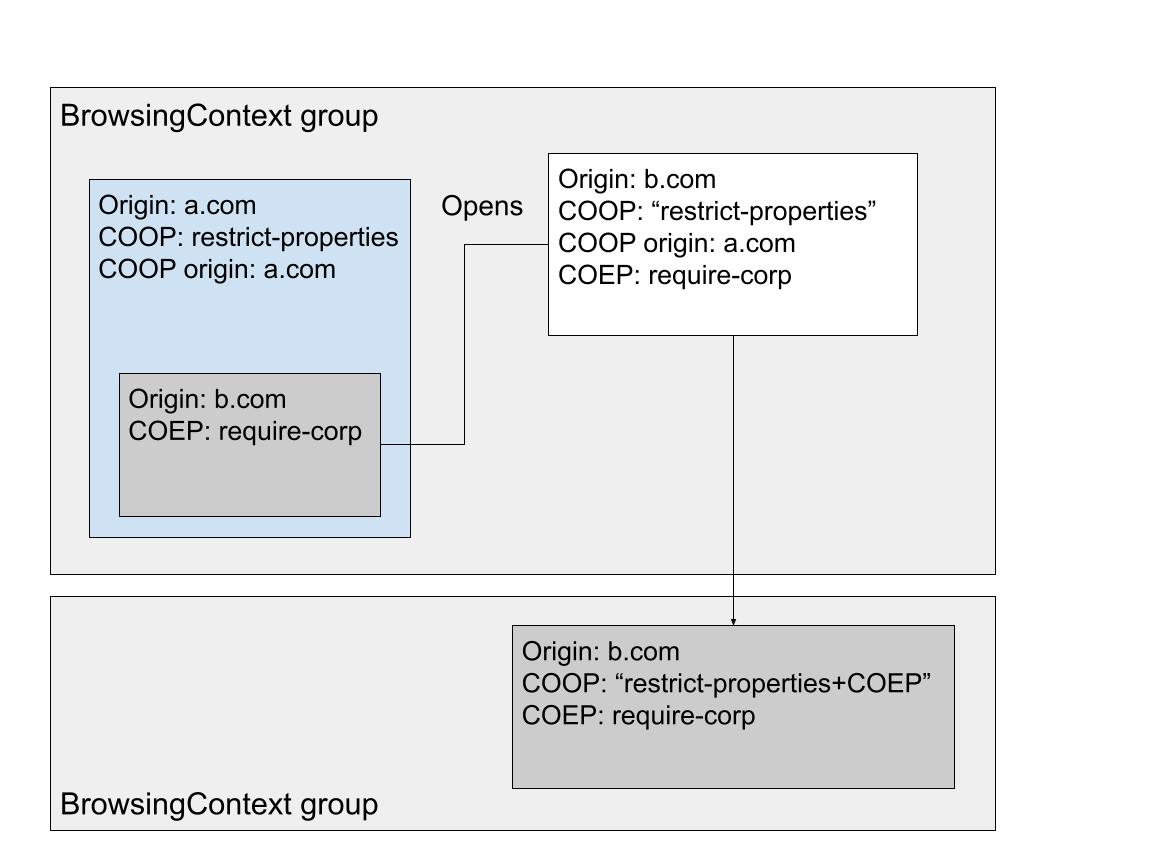 BrowsingContext group
Origin: a.com
COOP: restrict-properties
COOP origin: a.com
Origin: b.com
COEP: require-corp
Opens
Origin: b.com
COOP: “restrict-properties”
COOP origin: a.com
COEP: require-corp
Origin: b.com
COOP: “restrict-properties+COEP”
COEP: require-corp
BrowsingContext group